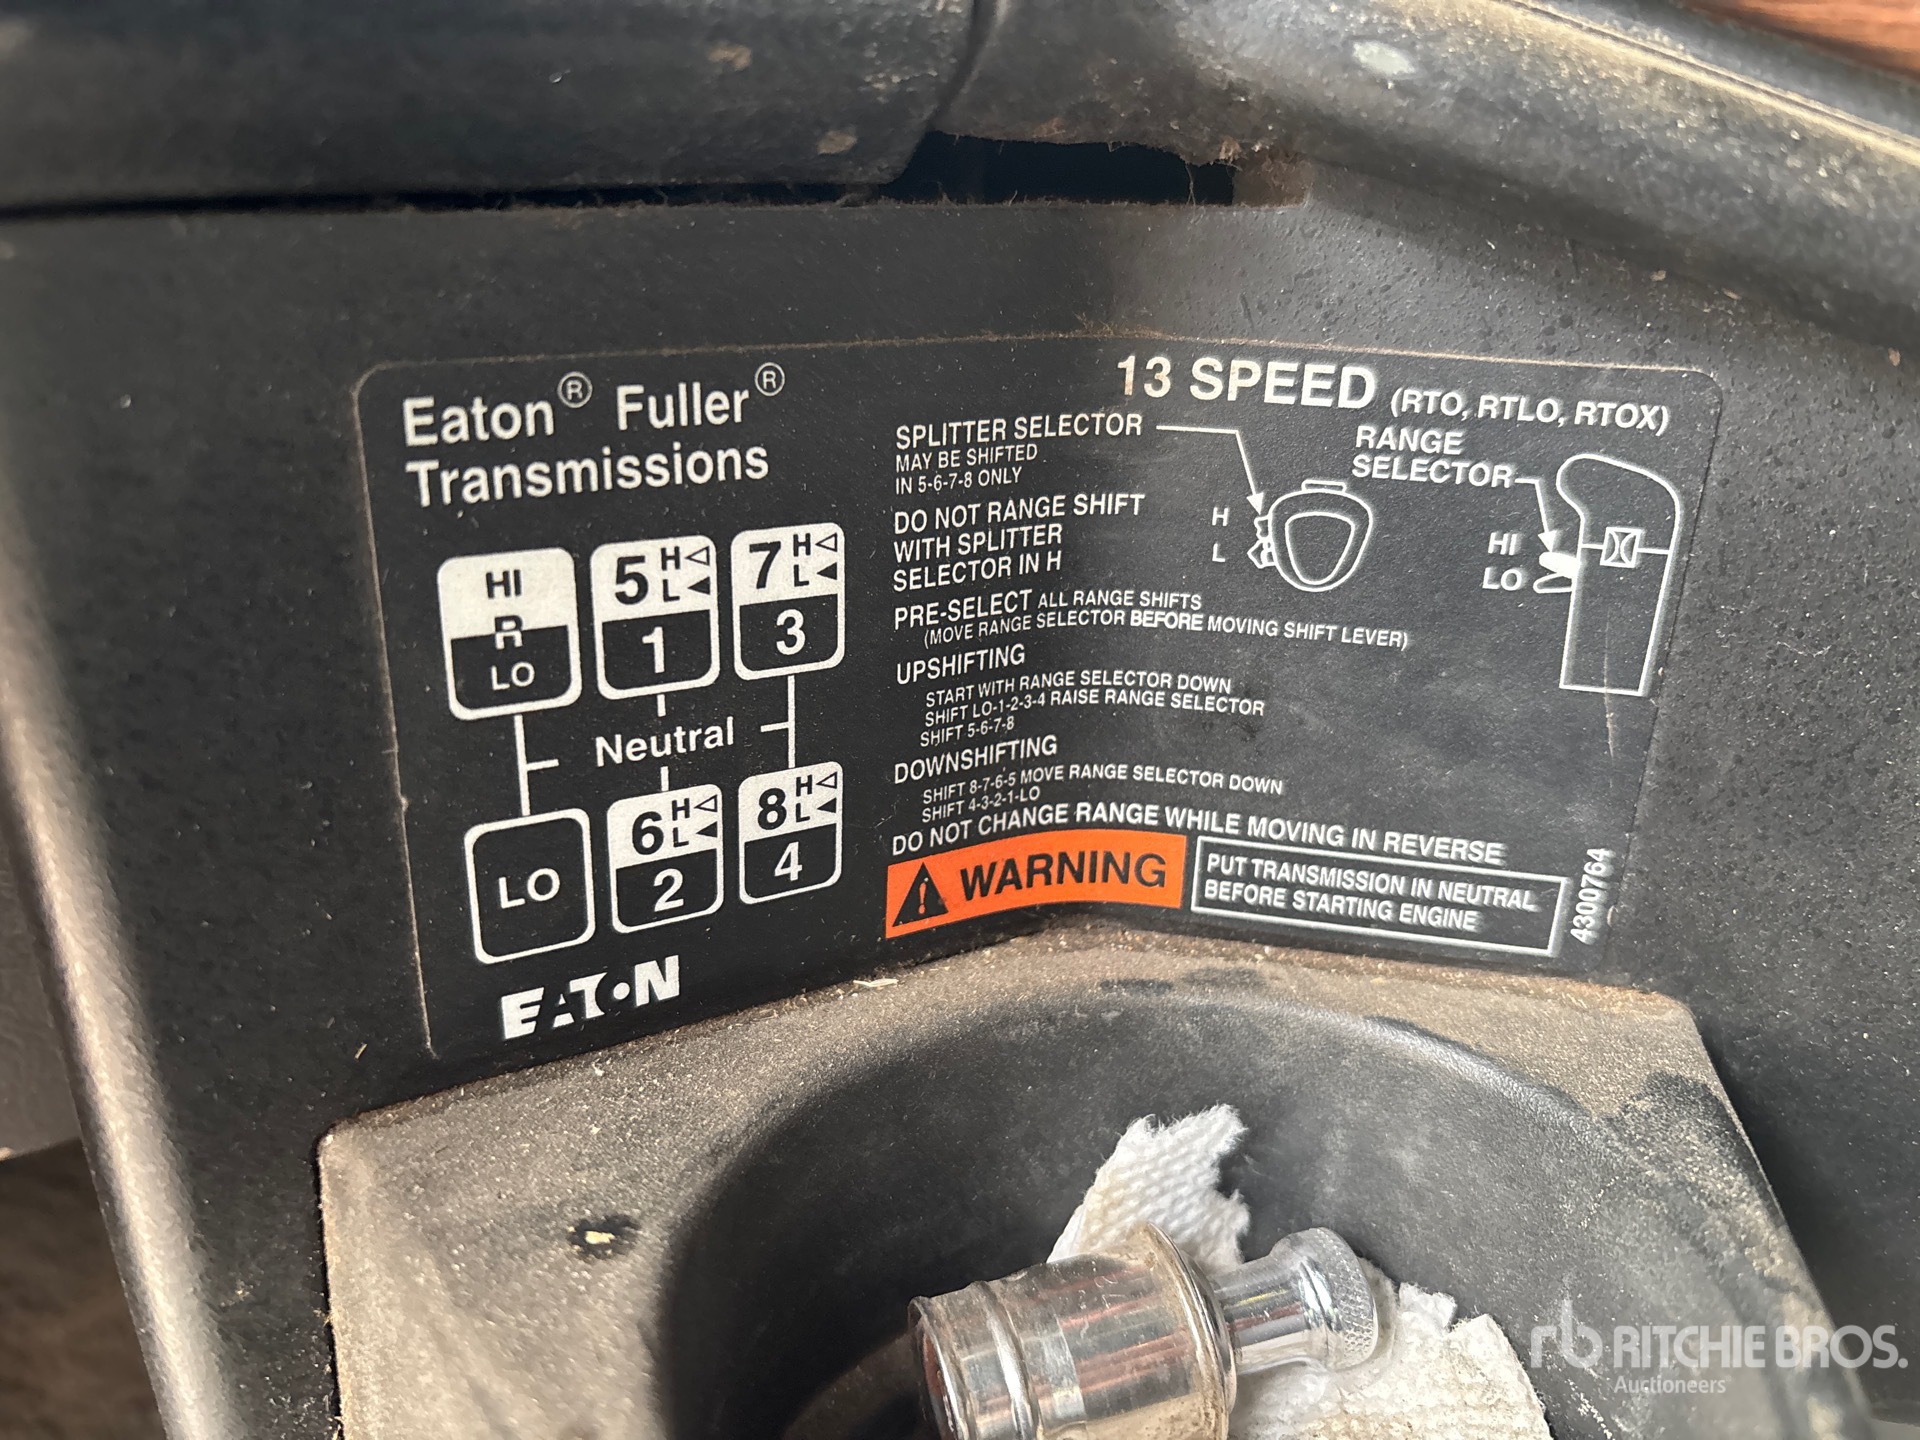 Eaton® Fuller®
Transmissions
HI
R
LO
5 H L
1
7 H L
3
Neutral
LO
6 H L
2
8 H L
4
EATON
13 SPEED (RTO, RTLO, RTOX)
SPLITTER SELECTOR
MAY BE SHIFTED
IN 5-6-7-8 ONLY
RANGE
SELECTOR
H
L
HI
LO
DO NOT RANGE SHIFT
WITH SPLITTER
SELECTOR IN H
PRE-SELECT ALL RANGE SHIFTS
(MOVE RANGE SELECTOR BEFORE MOVING SHIFT LEVER)
UPSHIFTING
START WITH RANGE SELECTOR DOWN
SHIFT LO-1-2-3-4 RAISE RANGE SELECTOR
SHIFT 5-6-7-8
DOWNSHIFTING
SHIFT 8-7-6-5 MOVE RANGE SELECTOR DOWN
SHIFT 4-3-2-1-LO
DO NOT CHANGE RANGE WHILE MOVING IN REVERSE
WARNING
PUT TRANSMISSION IN NEUTRAL
BEFORE STARTING ENGINE
4300764
rb RITCHIE BROS.
Auctioneers